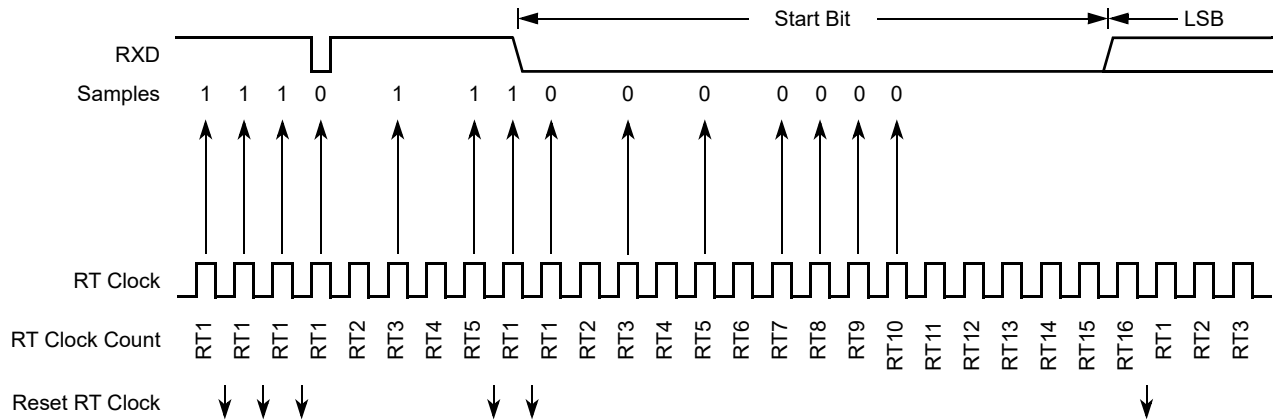 Start Bit LSB
RXD
Samples 1 1 1 0 1 1 1 0 0 0 0 0 0 0
RT Clock
RT Clock Count RT1 RT1 RT1 RT1 RT2 RT3 RT4 RT5 RT1 RT1 RT2 RT3 RT4 RT5 RT6 RT7 RT8 RT9 RT10 RT11 RT12 RT13 RT14 RT15 RT16 RT1 RT2 RT3
Reset RT Clock